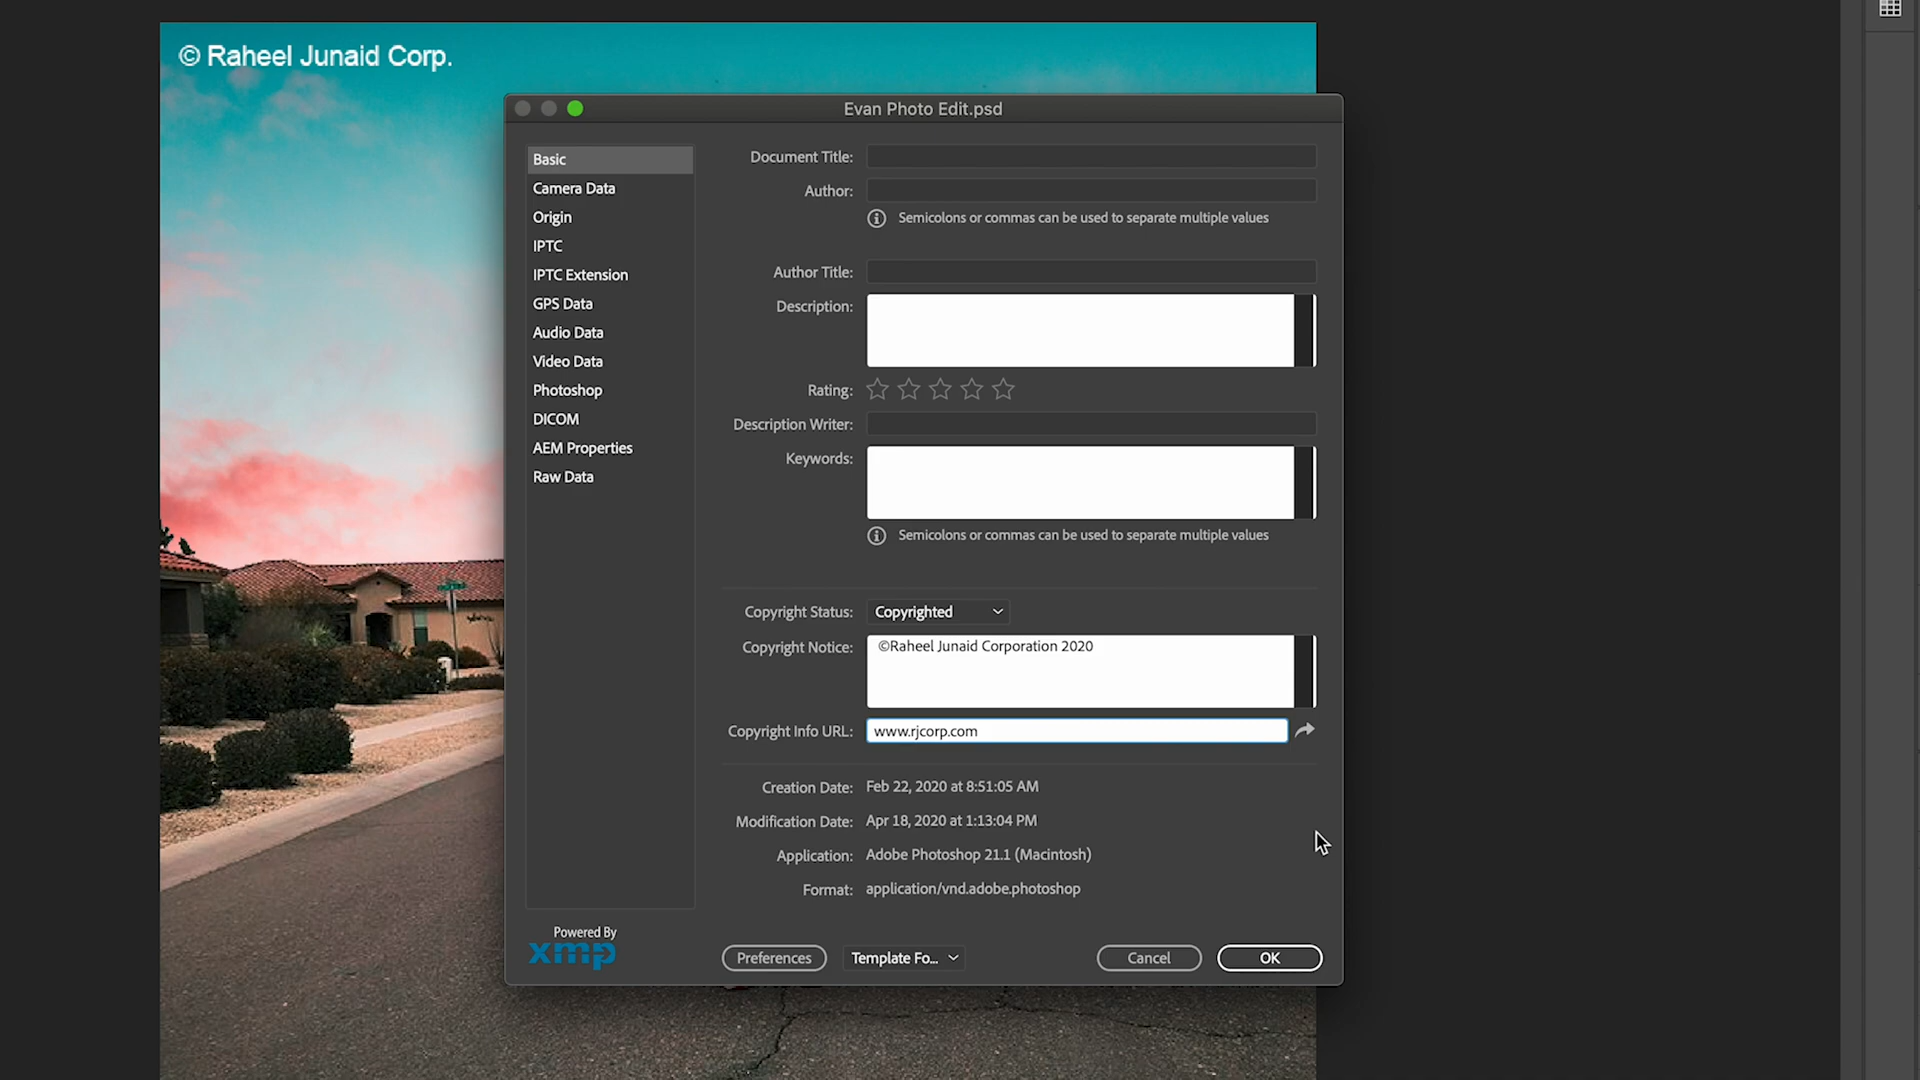 © Raheel Junaid Corp.
Evan Photo Edit.psd
Basic
Camera Data
Origin
IPTC
IPTC Extension
GPS Data
Audio Data
Video Data
Photoshop
DICOM
AEM Properties
Raw Data
Powered By
xmp
Document Title:
Author:
Semicolons or commas can be used to separate multiple values
Author Title:
Description:
Rating:
Description Writer:
Keywords:
Semicolons or commas can be used to separate multiple values
Copyright Status: Copyrighted
Copyright Notice: ©Raheel Junaid Corporation 2020
Copyright Info URL: www.rjcorp.com
Creation Date: Feb 22, 2020 at 8:51:05 AM
Modification Date: Apr 18, 2020 at 1:13:04 PM
Application: Adobe Photoshop 21.1 (Macintosh)
Format: application/vnd.adobe.photoshop
Preferences
Template Fo...
Cancel
OK